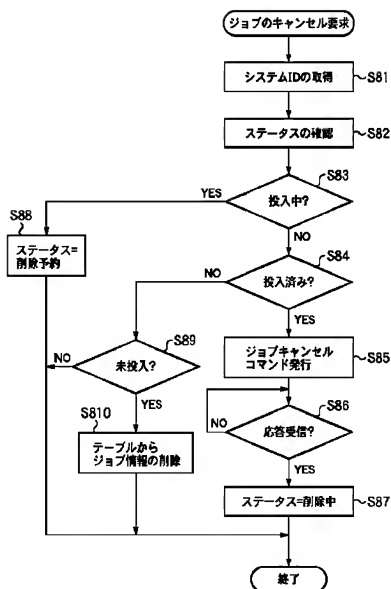 ジョブのキャンセル要求
システムIDの取得
S81
ステータスの確認
S82
投入中?
S83
YES
NO
S88
ステータス=
削除予約
投入済み?
S84
NO
YES
ジョブキャンセル
コマンド発行
S85
未投入?
S89
NO
YES
応答受信?
S86
NO
YES
S810
テーブルから
ジョブ情報の削除
ステータス=削除中
S87
終了